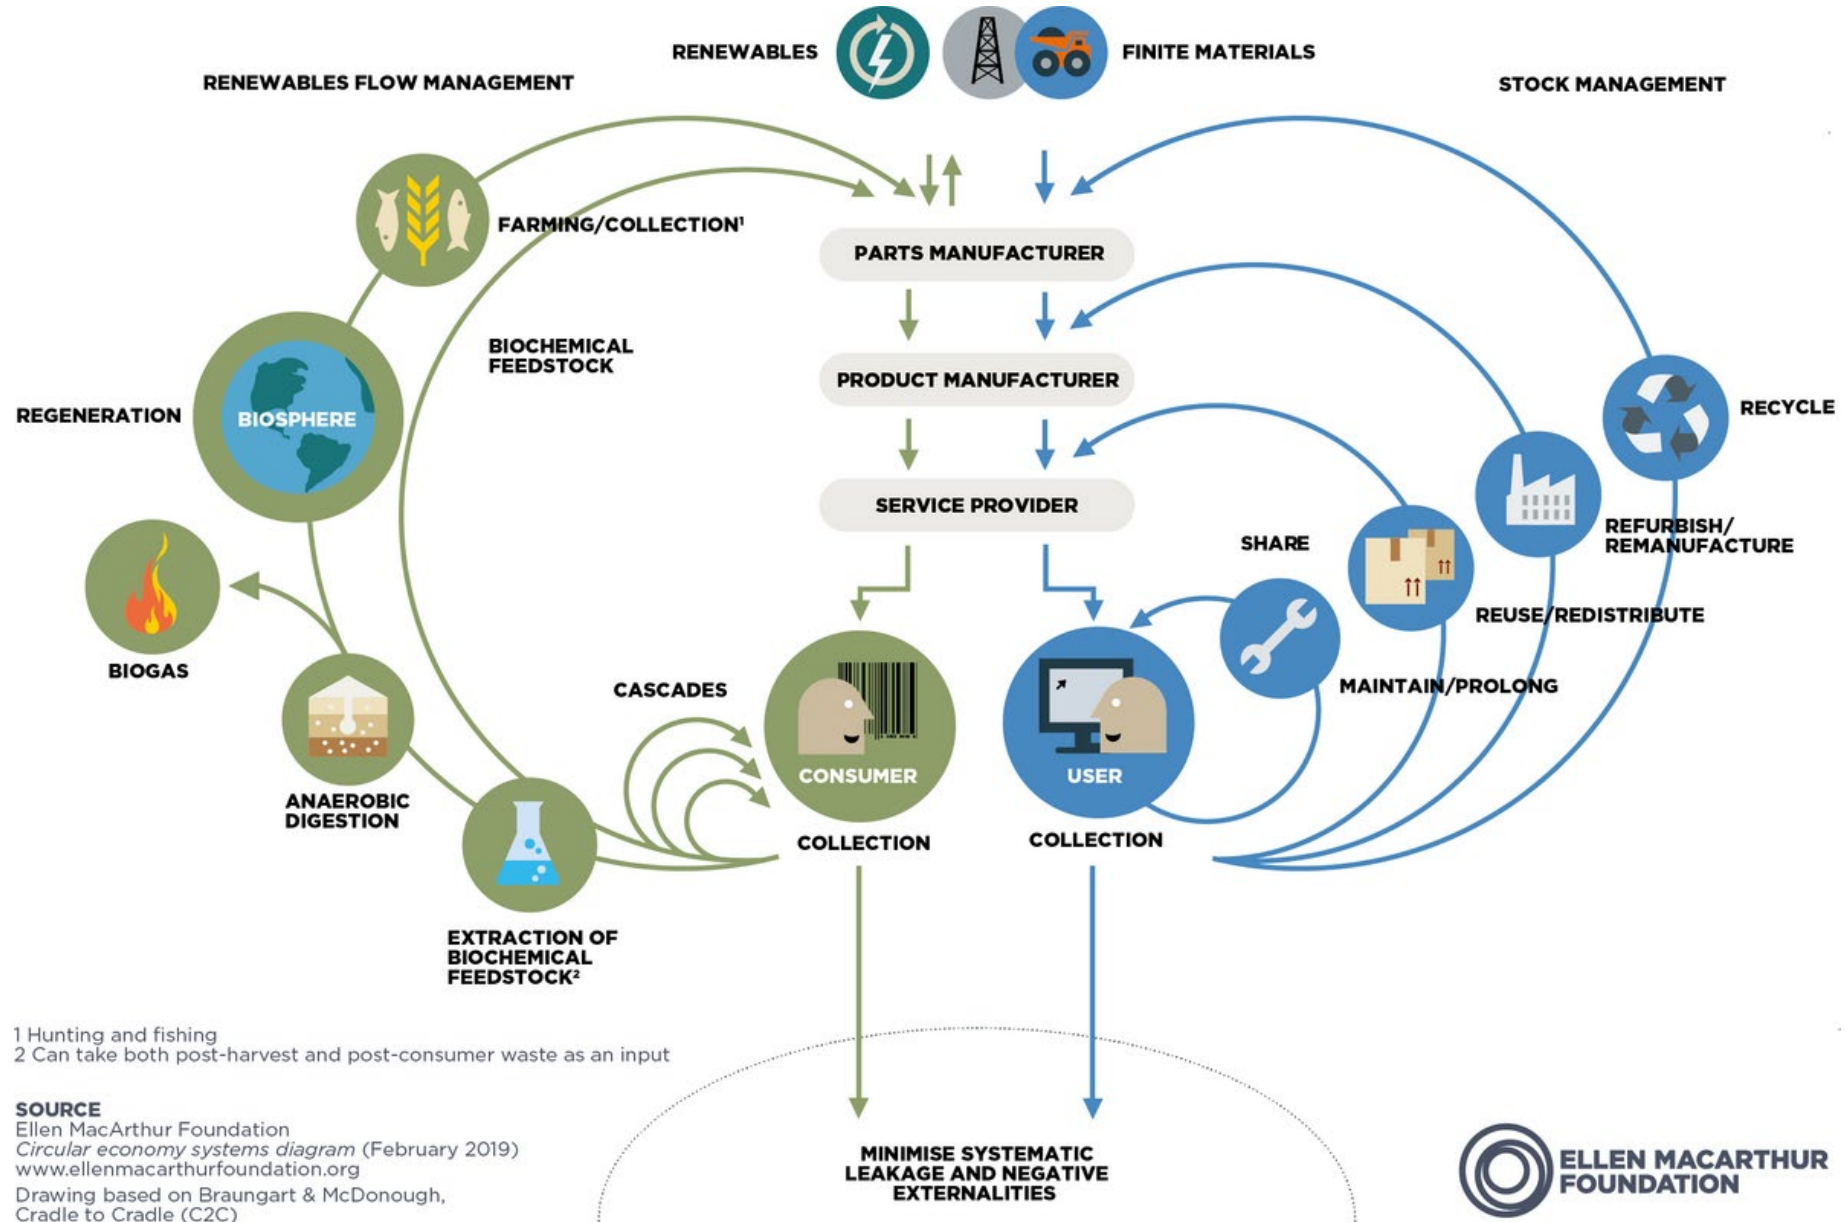 RENEWABLES
FINITE MATERIALS
RENEWABLES FLOW MANAGEMENT
STOCK MANAGEMENT
FARMING/COLLECTION¹
PARTS MANUFACTURER
BIOCHEMICAL
FEEDSTOCK
PRODUCT MANUFACTURER
REGENERATION
BIOSPHERE
RECYCLE
SERVICE PROVIDER
SHARE
REFURBISH/
REMANUFACTURE
REUSE/REDISTRIBUTE
BIOGAS
CASCADES
MAINTAIN/PROLONG
CONSUMER
USER
ANAEROBIC
DIGESTION
COLLECTION
COLLECTION
EXTRACTION OF
BIOCHEMICAL
FEEDSTOCK²
1 Hunting and fishing
2 Can take both post-harvest and post-consumer waste as an input
SOURCE
Ellen MacArthur Foundation
Circular economy systems diagram (February 2019)
www.ellenmacarthurfoundation.org
Drawing based on Braungart & McDonough,
Cradle to Cradle (C2C)
MINIMISE SYSTEMATIC
LEAKAGE AND NEGATIVE
EXTERNALITIES
ELLEN MACARTHUR
FOUNDATION